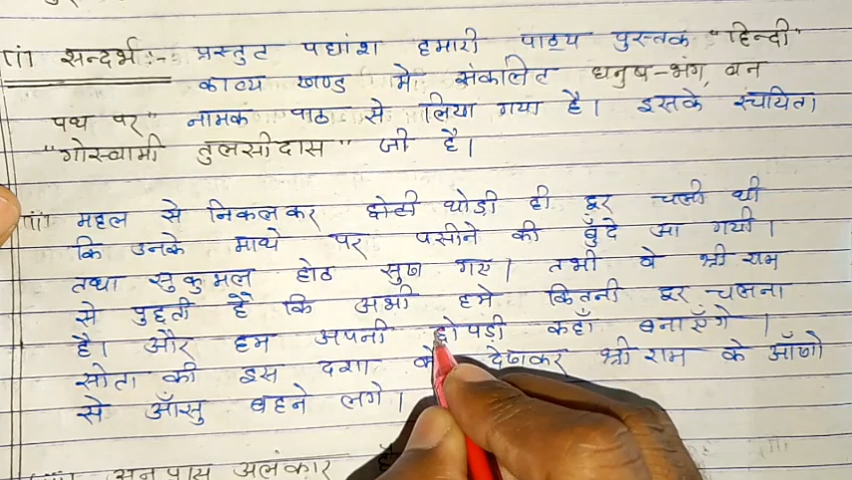 (i) सन्दर्भ :- प्रस्तुट पद्यांश हमारी पाठ्य पुस्तक "हिन्दी"
काव्य खण्ड मे संकलिट धनुष-भंग, वन
पथ पर" नामक पाठ से लिया गया है। इसके रचयिता
"गोस्वामी तुलसीदास" जी है।
(ii) महल से निकलकर थोडी ही दूर चली थी
कि उनके माथे पर पसीने की बुँदे आ गयी।
तथा सुकुमल होठ सुख गए। तभी वे श्री राम
से पुछती है कि अभी हमे कितनी दूर चलना
है। और हम अपनी झोपडी कहाँ बनाएँगे।
सीता की इस दशा को देखकर श्री राम के आँखो
से आँसु बहने लगे।
(iii) अनुप्रास अलंकार है